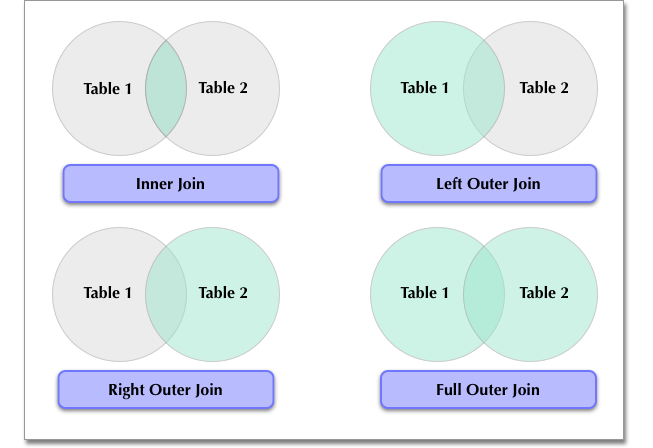 Table 1 Table 2
Table 1 Table 2
Inner Join
Left Outer Join
Table 1 Table 2
Table 1 Table 2
Right Outer Join
Full Outer Join